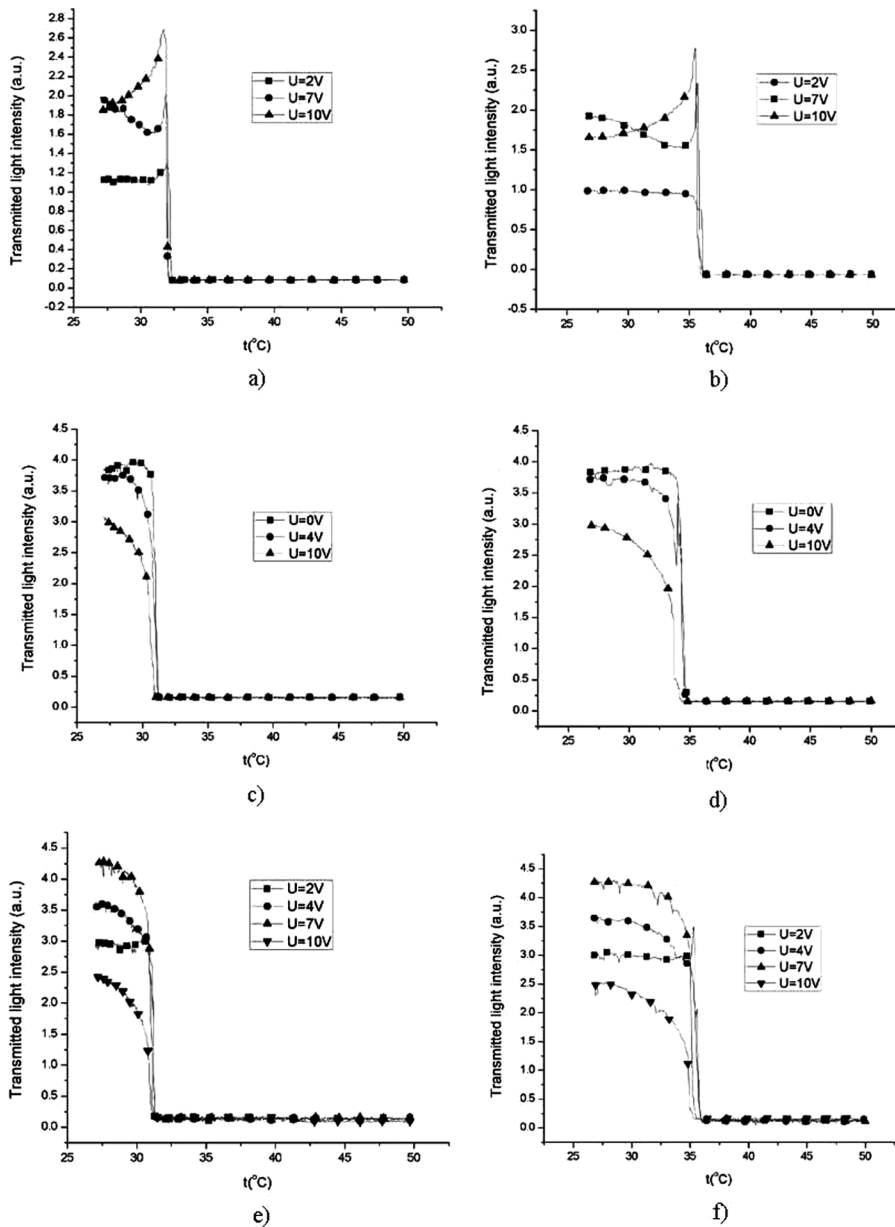 Transmitted light intensity (a.u.)
2.8
2.6
2.4
2.2
2.0
1.8
1.6
1.4
1.2
1.0
0.8
0.6
0.4
0.2
0.0
-0.2
U=2V
U=7V
U=10V
25 30 35 40 45 50
t(°C)
a)
Transmitted light intensity (a.u.)
3.0
2.5
2.0
1.5
1.0
0.5
0.0
-0.5
U=2V
U=7V
U=10V
25 30 35 40 45 50
t(°C)
b)
Transmitted light intensity (a.u.)
4.5
4.0
3.5
3.0
2.5
2.0
1.5
1.0
0.5
0.0
U=0V
U=4V
U=10V
25 30 35 40 45 50
t(°C)
c)
Transmitted light intensity (a.u.)
4.5
4.0
3.5
3.0
2.5
2.0
1.5
1.0
0.5
0.0
U=0V
U=4V
U=10V
25 30 35 40 45 50
t(°C)
d)
Transmitted light intensity (a.u.)
4.5
4.0
3.5
3.0
2.5
2.0
1.5
1.0
0.5
0.0
U=2V
U=4V
U=7V
U=10V
25 30 35 40 45 50
t(°C)
e)
Transmitted light intensity (a.u.)
5.0
4.5
4.0
3.5
3.0
2.5
2.0
1.5
1.0
0.5
0.0
U=2V
U=4V
U=7V
U=10V
25 30 35 40 45 50
t(°C)
f)